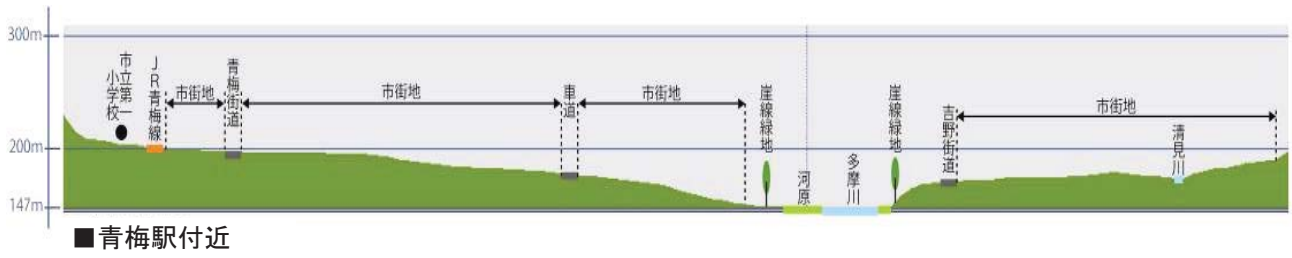 300m
200m
147m
市立第一
小学校
JR青梅線
市街地
青梅街道
市街地
車道
市街地
崖線緑地
河原
多摩川
崖線緑地
吉野街道
市街地
清見川
■青梅駅付近